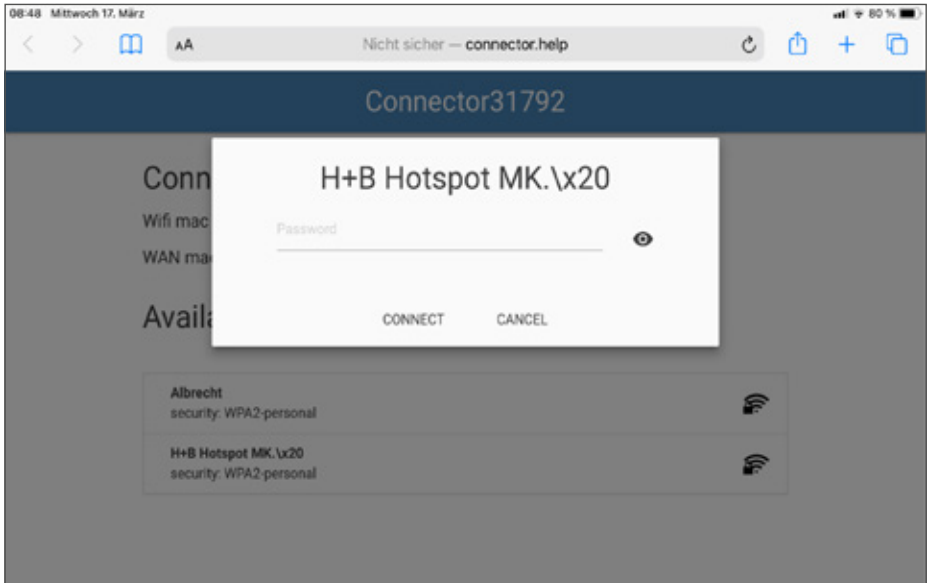 08:48 Mittwoch 17. März 80 %
AA Nicht sicher — connector.help
Connector31792
Conn
H+B Hotspot MK.\x20
Wifi mac
Password
WAN ma
Availa
CONNECT CANCEL
Albrecht
security: WPA2-personal
H+B Hotspot MK.\x20
security: WPA2-personal